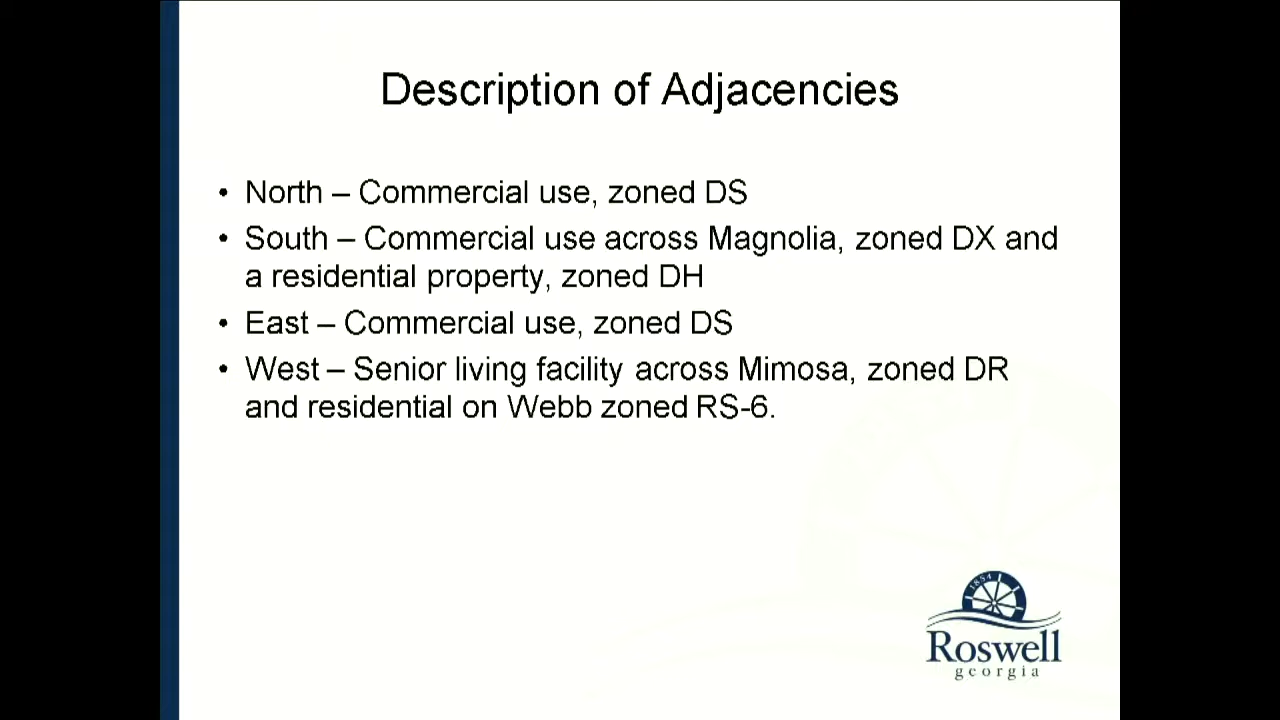 Description of Adjacencies
• North – Commercial use, zoned DS
• South – Commercial use across Magnolia, zoned DX and
a residential property, zoned DH
• East – Commercial use, zoned DS
• West – Senior living facility across Mimosa, zoned DR
and residential on Webb zoned RS-6.
1854
Roswell
georgia